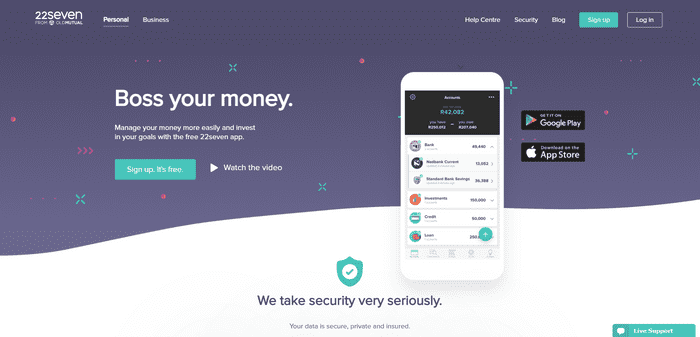 22seven
FROM OLDMUTUAL
Personal
Business
Help Centre
Security
Blog
Sign up
Log in
Boss your money.
Manage your money more easily and invest
in your goals with the free 22seven app.
Sign up. It's free.
Watch the video
Accounts
R42,082
you have
you owe
R250,012
R207,040
Bank
45,440
Nedbank Current
13,052
Standard Bank Savings
36,388
Investments
150,000
Credit
50,000
Loan
GET IT ON
Google Play
Download on the
App Store
We take security very seriously.
Your data is secure, private and insured.
Live Support